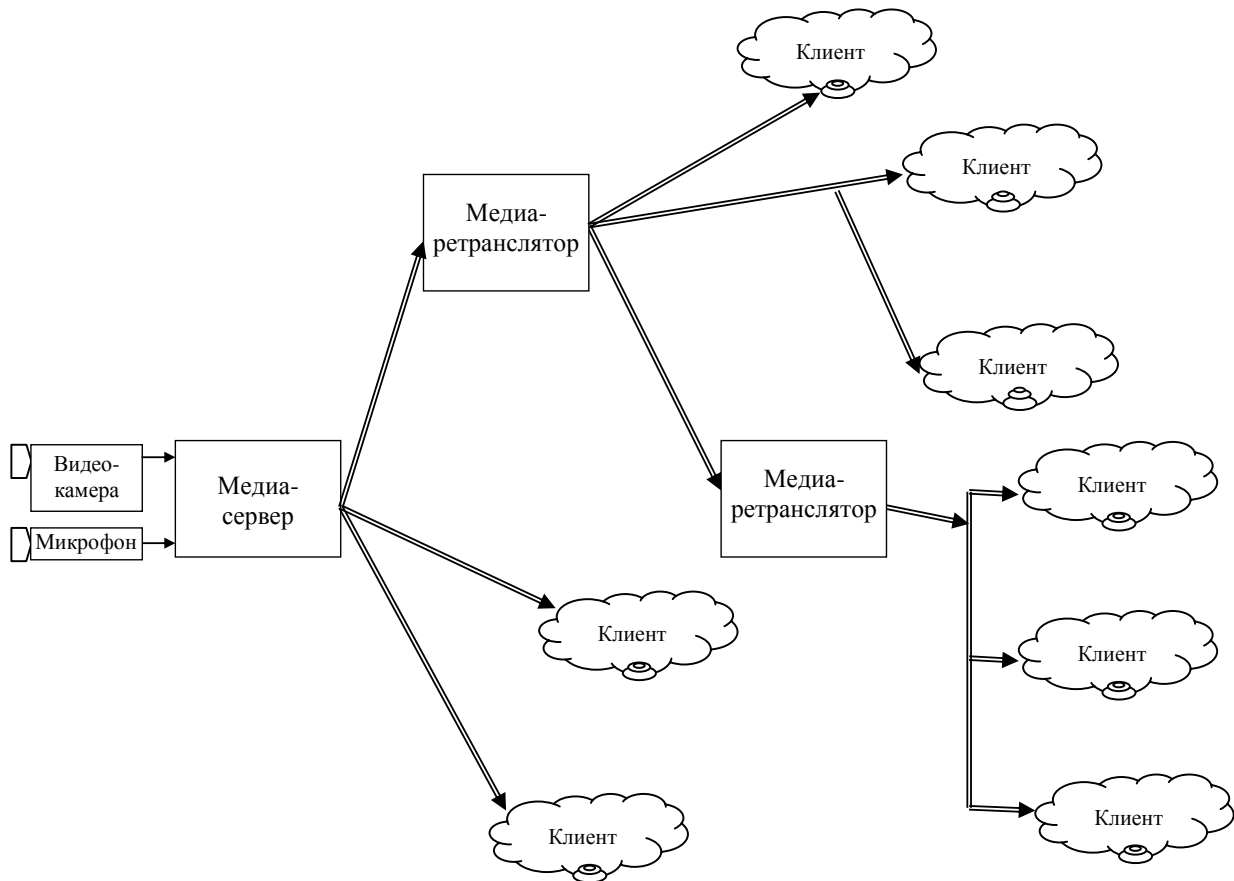 Клиент
Клиент
Медиа-
ретранслятор
Клиент
Видео-
камера
Микрофон
Медиа-
сервер
Медиа-
ретранслятор
Клиент
Клиент
Клиент
Клиент
Клиент